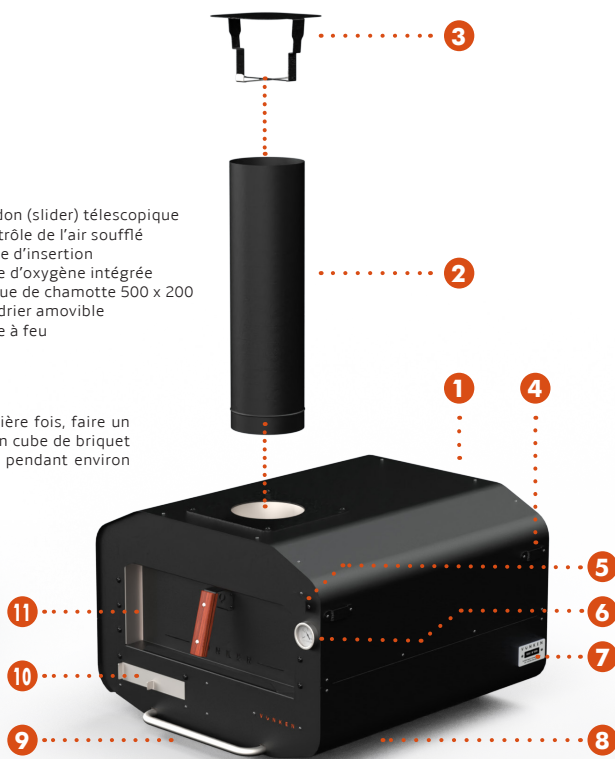 3
don (slider) télescopique
trôle de l'air soufflé
e d'insertion
e d'oxygène intégrée
que de chamotte 500 x 200
drier amovible
e à feu
2
1
4
ière fois, faire un
n cube de briquet
pendant environ
5
6
11
7
10
9
8